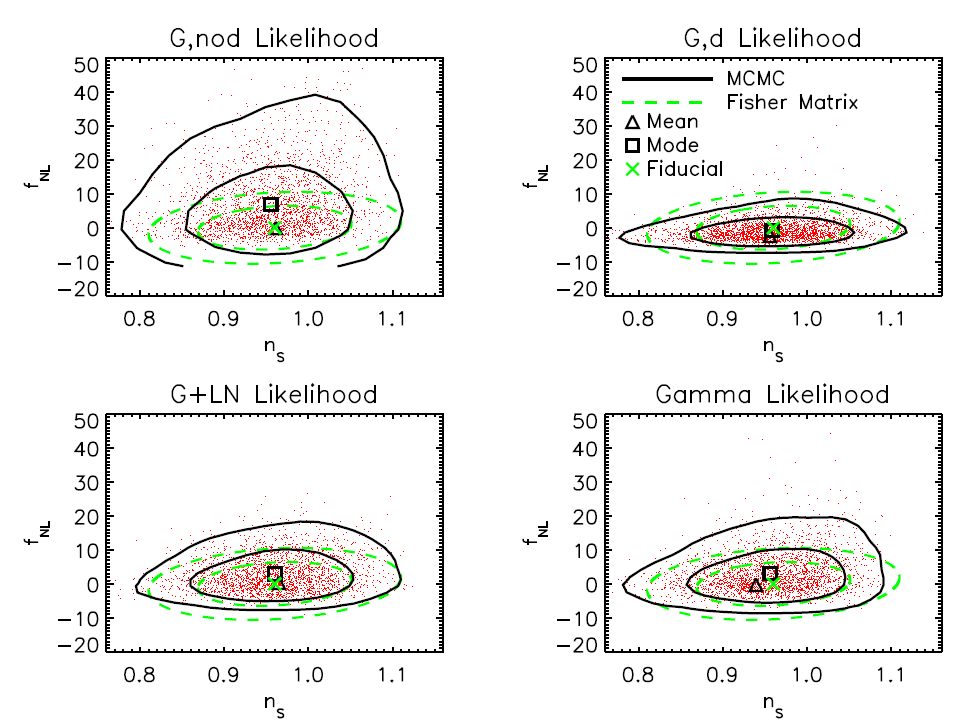 G,nod Likelihood
50
40
30
20
10
0
−10
−20
f_NL
0.8 0.9 1.0 1.1
n_s
G,d Likelihood
50
40
30
20
10
0
−10
−20
f_NL
MCMC
Fisher Matrix
Mean
Mode
Fiducial
0.8 0.9 1.0 1.1
n_s
G+LN Likelihood
50
40
30
20
10
0
−10
−20
f_NL
0.8 0.9 1.0 1.1
n_s
Gamma Likelihood
50
40
30
20
10
0
−10
−20
f_NL
0.8 0.9 1.0 1.1
n_s